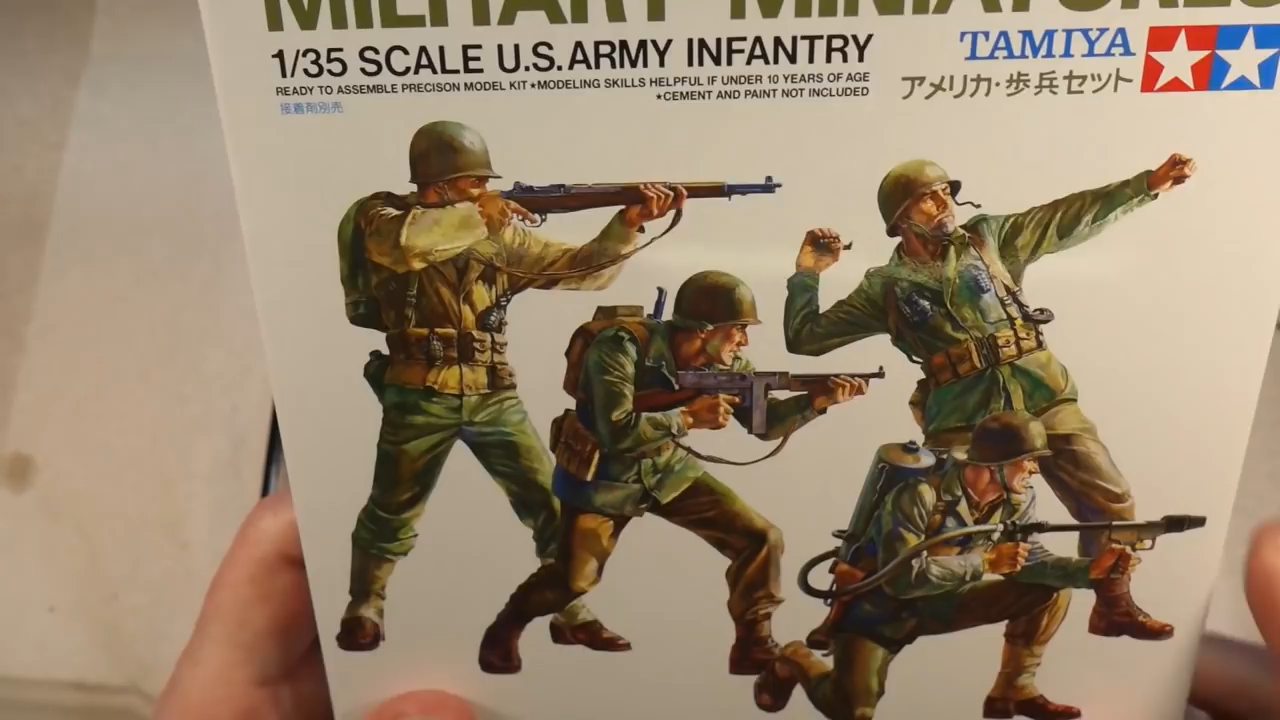 MILITARY MINIATURES
1/35 SCALE U.S. ARMY INFANTRY
READY TO ASSEMBLE PRECISON MODEL KIT★MODELING SKILLS HELPFUL IF UNDER 10 YEARS OF AGE
★CEMENT AND PAINT NOT INCLUDED
接着剤別売
TAMIYA
アメリカ・歩兵セット